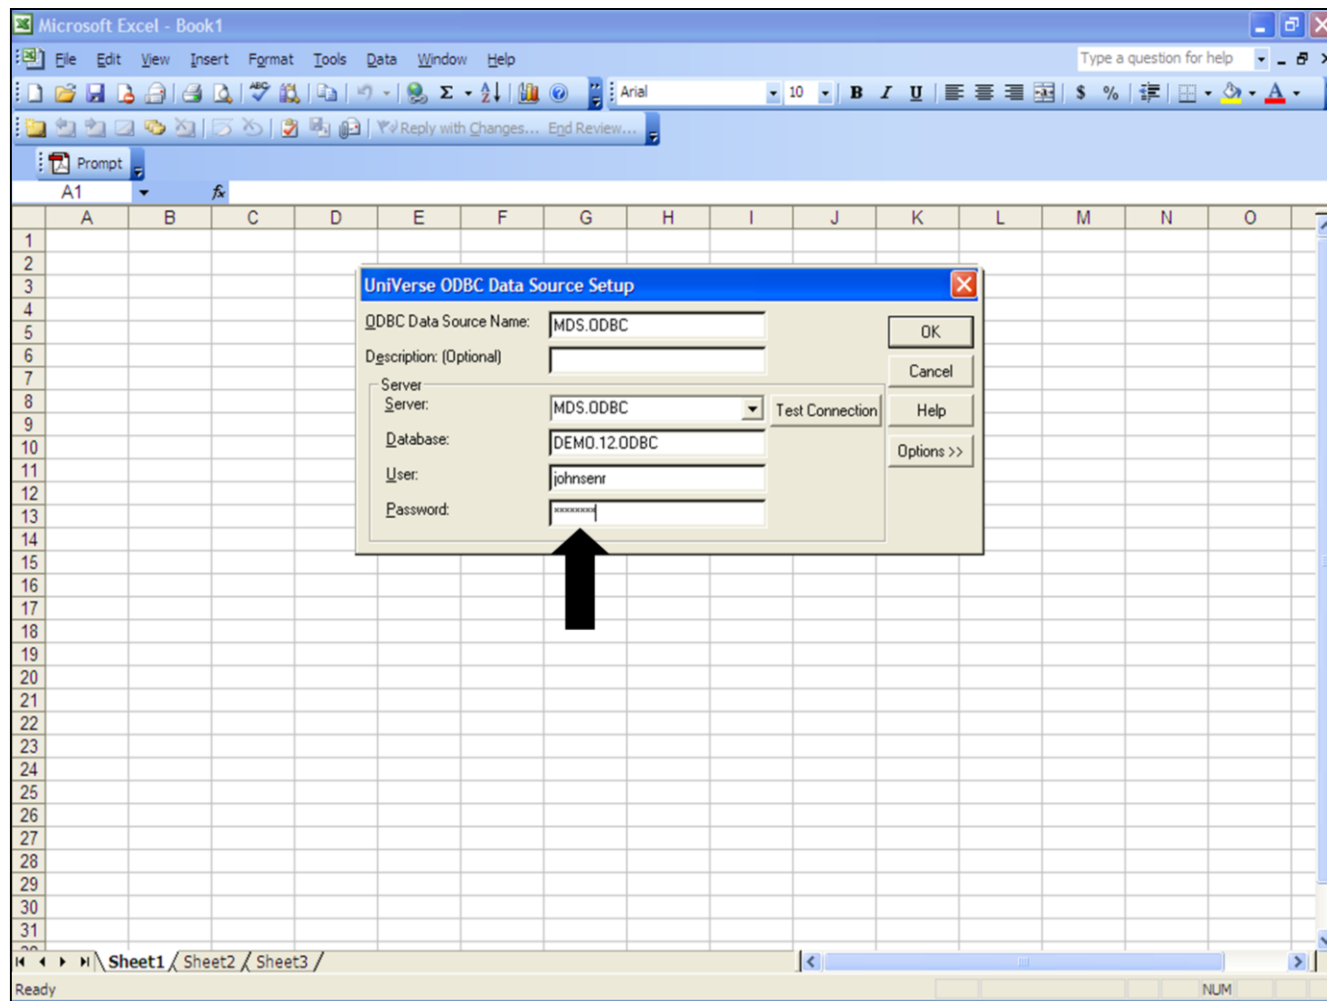 Microsoft Excel - Book1
File Edit View Insert Format Tools Data Window Help Type a question for help
Arial 10 B I U $ %
Reply with Changes... End Review...
Prompt
A1 fx
A B C D E F G H I J K L M N O
1
2
3
4
5
6
7
8
9
10
11
12
13
14
15
16
17
18
19
20
21
22
23
24
25
26
27
28
29
30
31
UniVerse ODBC Data Source Setup
ODBC Data Source Name: MDS.ODBC OK
Description: (Optional) Cancel
Server
Server: MDS.ODBC Test Connection Help
Database: DEMO.12.ODBC Options >>
User: johnsenr
Password: ********
Sheet1 Sheet2 Sheet3
Ready NUM